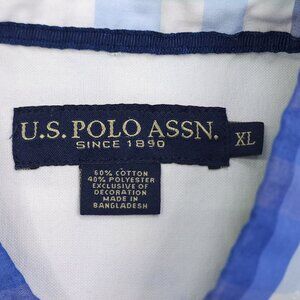 U.S. POLO ASSN.
SINCE 1890
XL
60% COTTON
40% POLYESTER
EXCLUSIVE OF
DECORATION
MADE IN
BANGLADESH